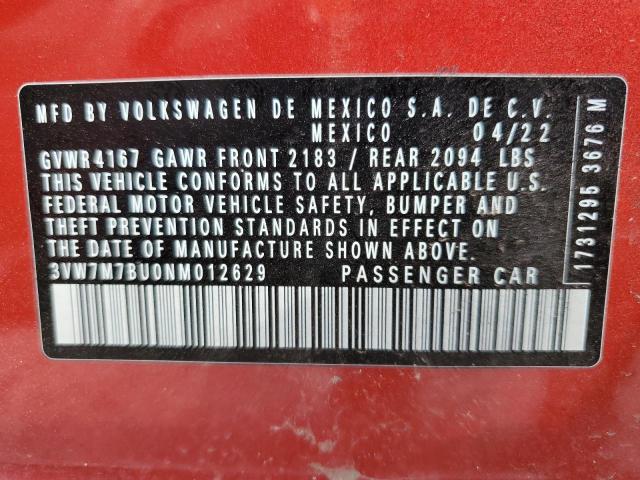 MFD BY VOLKSWAGEN DE MEXICO S.A. DE C.V.
MEXICO 04/22
GVWR4167 GAWR FRONT 2183 / REAR 2094 LBS
THIS VEHICLE CONFORMS TO ALL APPLICABLE U.S.
FEDERAL MOTOR VEHICLE SAFETY, BUMPER AND
THEFT PREVENTION STANDARDS IN EFFECT ON
THE DATE OF MANUFACTURE SHOWN ABOVE.
3VW7M7BU0NM012629 PASSENGER CAR
1731295 3676 M